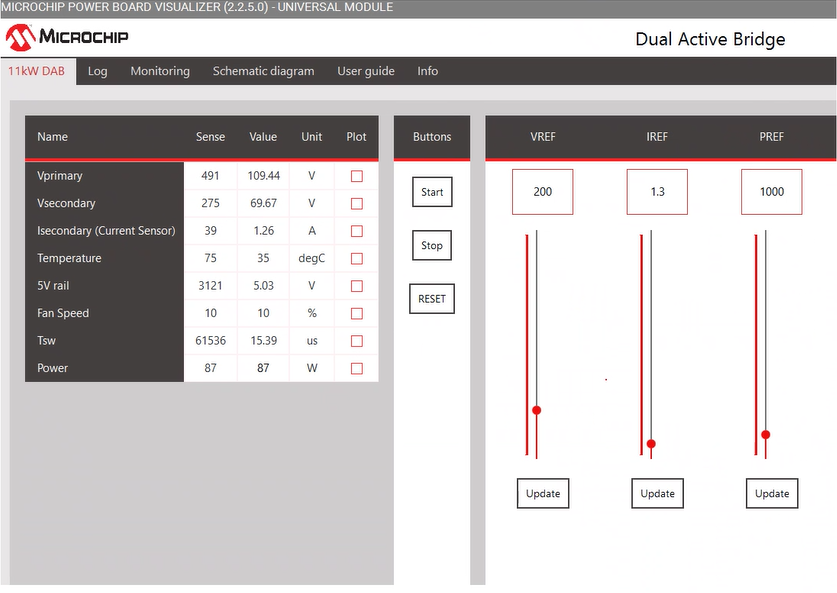 MICROCHIP POWER BOARD VISUALIZER (2.2.5.0) - UNIVERSAL MODULE
MICROCHIP
Dual Active Bridge
11kW DAB Log Monitoring Schematic diagram User guide Info
Name Sense Value Unit Plot Buttons VREF IREF PREF
Vprimary 491 109.44 V
Start 200 1.3 1000
Vsecondary 275 69.67 V
Isecondary (Current Sensor) 39 1.26 A
Stop
Temperature 75 35 degC
5V rail 3121 5.03 V
RESET
Fan Speed 10 10 %
Tsw 61536 15.39 us
Power 87 87 W
Update Update Update